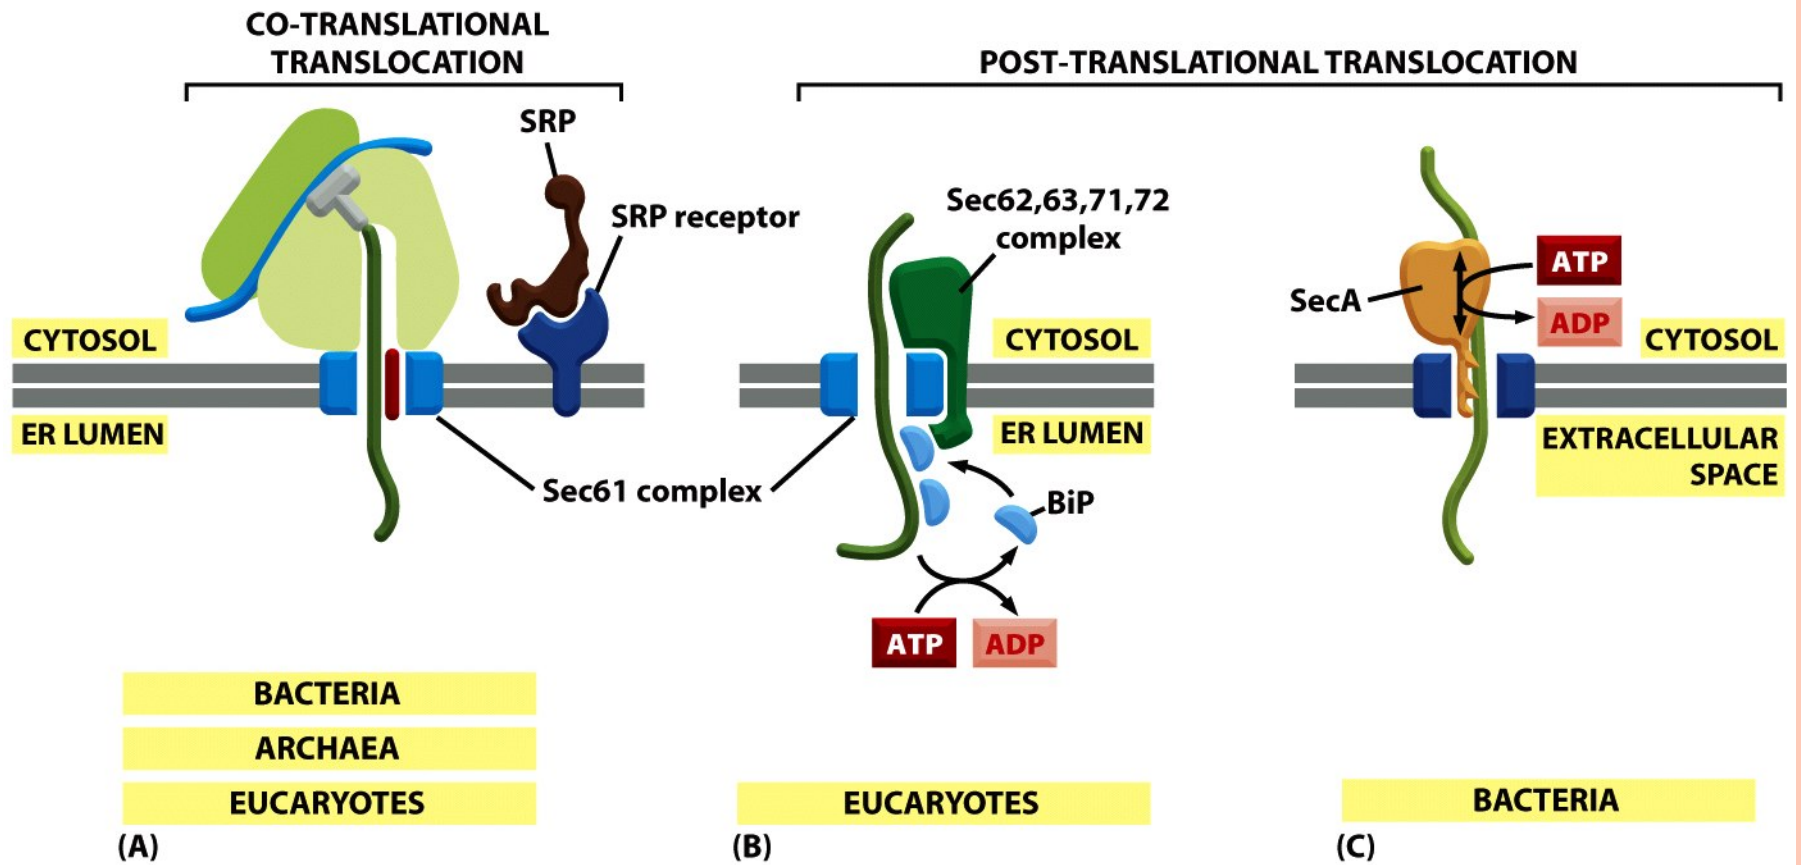 CO-TRANSLATIONAL
TRANSLOCATION
SRP
SRP receptor
CYTOSOL
ER LUMEN
Sec61 complex
BACTERIA
ARCHAEA
EUCARYOTES
(A)
POST-TRANSLATIONAL TRANSLOCATION
Sec62,63,71,72
complex
CYTOSOL
ER LUMEN
BiP
ATP
ADP
EUCARYOTES
(B)
SecA
ATP
ADP
CYTOSOL
EXTRACELLULAR
SPACE
BACTERIA
(C)